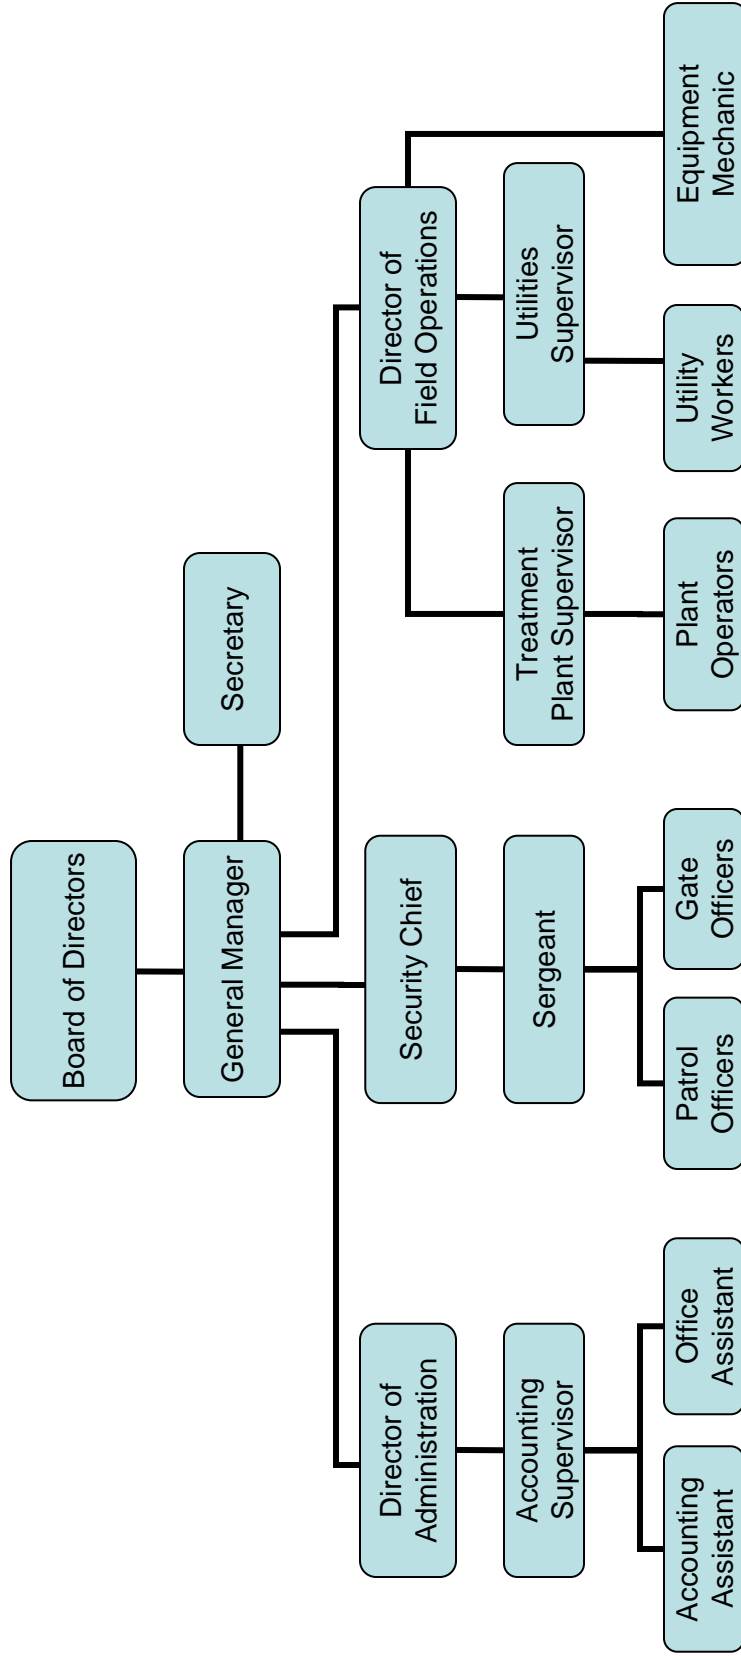 Board of Directors
General Manager
Secretary
Director of
Administration
Security Chief
Director of
Field Operations
Accounting
Supervisor
Sergeant
Treatment
Plant Supervisor
Utilities
Supervisor
Accounting
Assistant
Office
Assistant
Patrol
Officers
Gate
Officers
Plant
Operators
Utility
Workers
Equipment
Mechanic